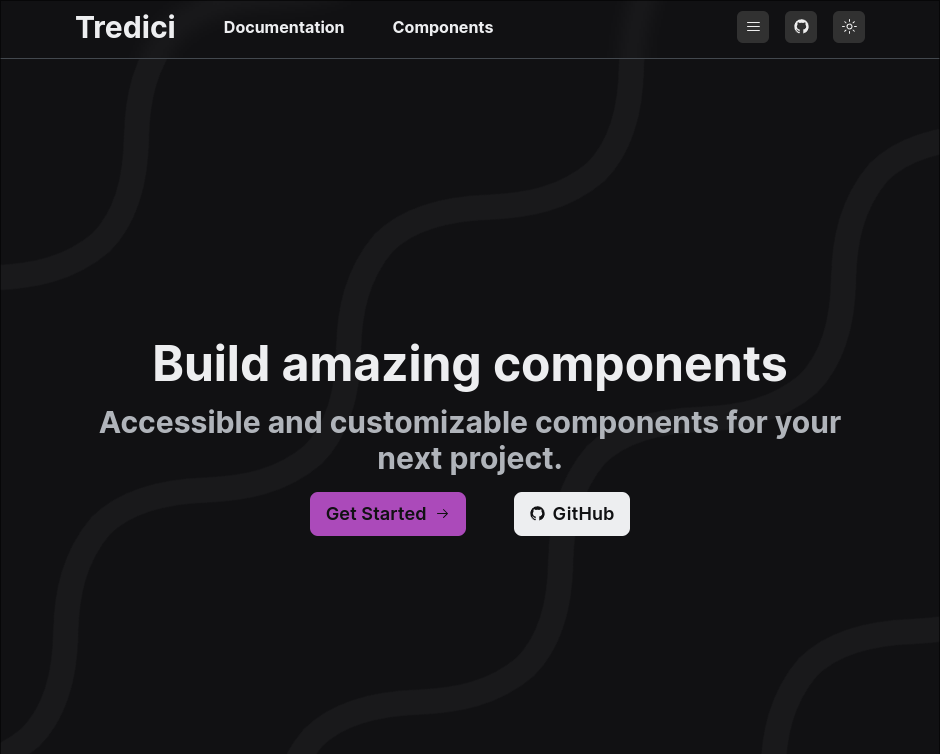 Tredici
Documentation
Components
Build amazing components
Accessible and customizable components for your
next project.
Get Started
GitHub